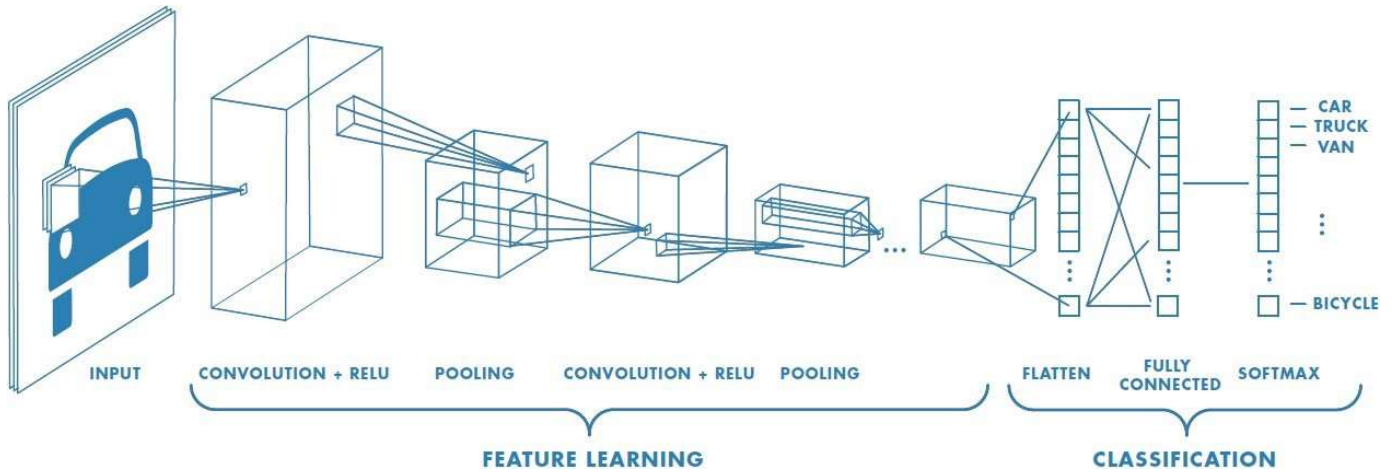 CAR
TRUCK
VAN
BICYCLE
INPUT
CONVOLUTION + RELU
POOLING
CONVOLUTION + RELU
POOLING
FLATTEN
FULLY
CONNECTED
SOFTMAX
FEATURE LEARNING
CLASSIFICATION